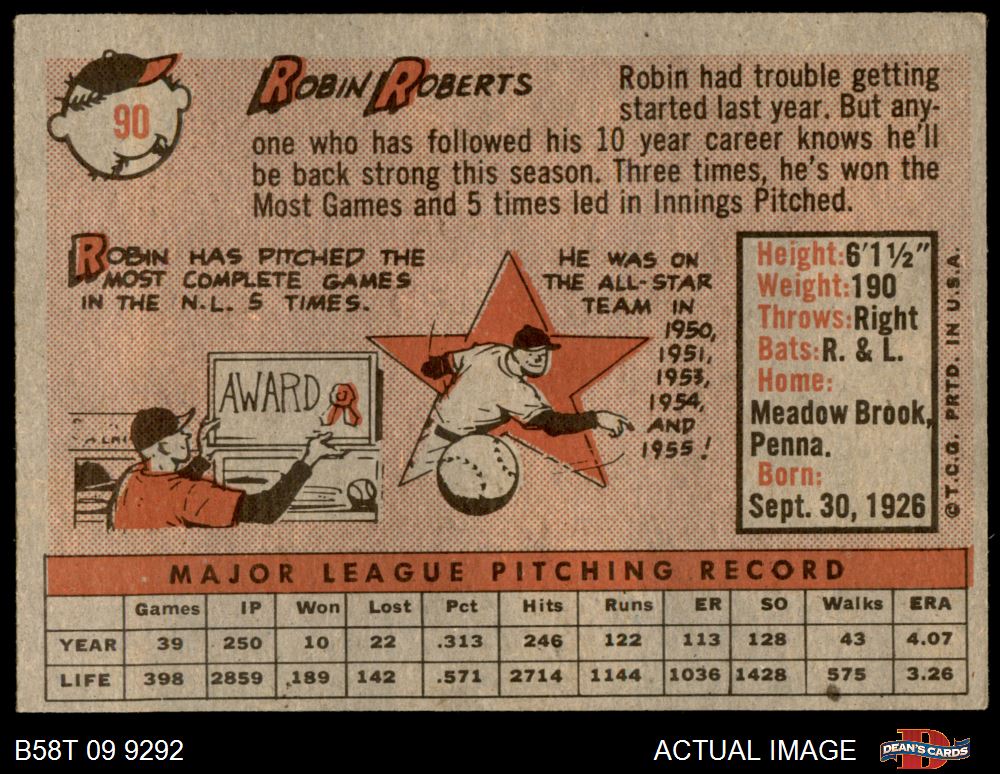 90
ROBIN ROBERTS
Robin had trouble getting
started last year. But any-
one who has followed his 10 year career knows he'll
be back strong this season. Three times, he's won the
Most Games and 5 times led in Innings Pitched.
ROBIN HAS PITCHED THE
MOST COMPLETE GAMES
IN THE N.L. 5 TIMES.
AWARD
HE WAS ON
THE ALL-STAR
TEAM IN
1950,
1951,
1953,
1954,
AND
1955!
Height: 6'1½"
Weight: 190
Throws: Right
Bats: R. & L.
Home:
Meadow Brook,
Penna.
Born:
Sept. 30, 1926
© T.C.G. PRTD. IN U.S.A.
MAJOR LEAGUE PITCHING RECORD
Games IP Won Lost Pct Hits Runs ER SO Walks ERA
YEAR 39 250 10 22 .313 246 122 113 128 43 4.07
LIFE 398 2859 189 142 .571 2714 1144 1036 1428 575 3.26
B58T 09 9292
ACTUAL IMAGE
DEAN'S CARDS